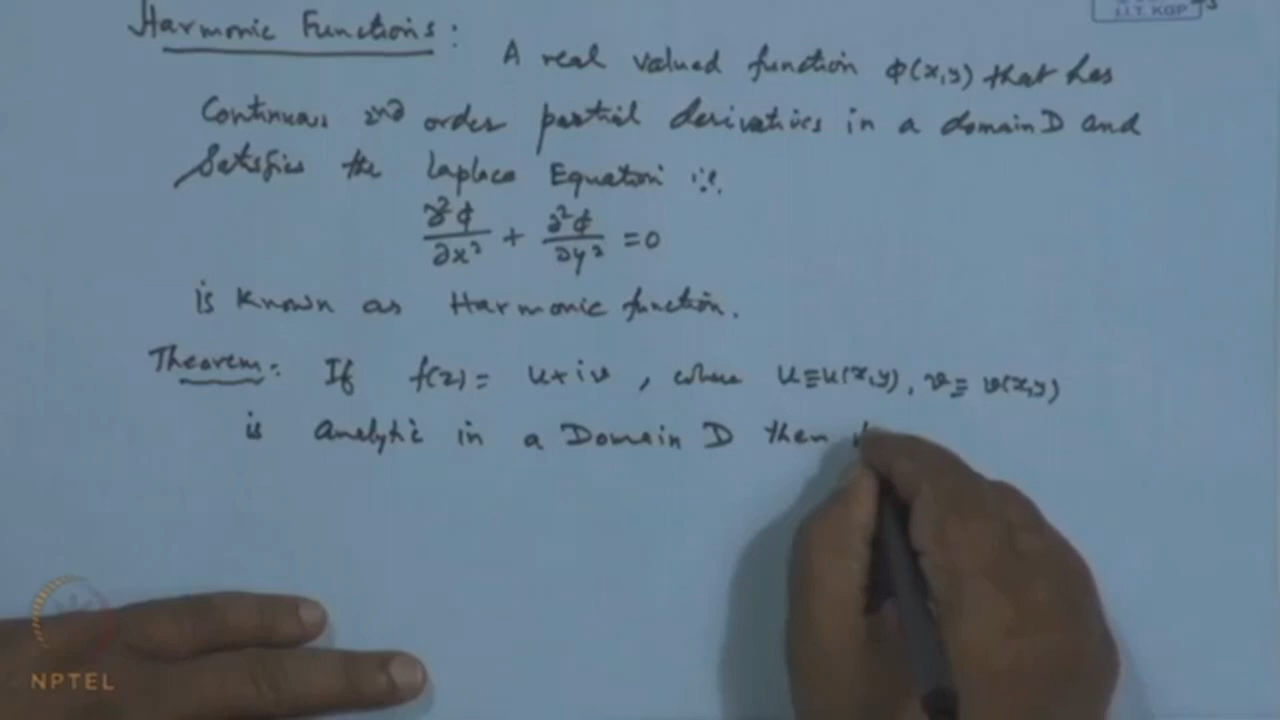 I.I.T. KGP
Harmonic Functions:
A real valued function φ(x,y) that has
Continuous 2nd order partial derivatives in a domain D and
Satisfies the Laplace Equation i.e.
∂²φ/∂x² + ∂²φ/∂y² = 0
is known as Harmonic function.
Theorem: If f(z) = u+iv, where u≡u(x,y), v≡v(x,y)
is analytic in a Domain D then
NPTEL